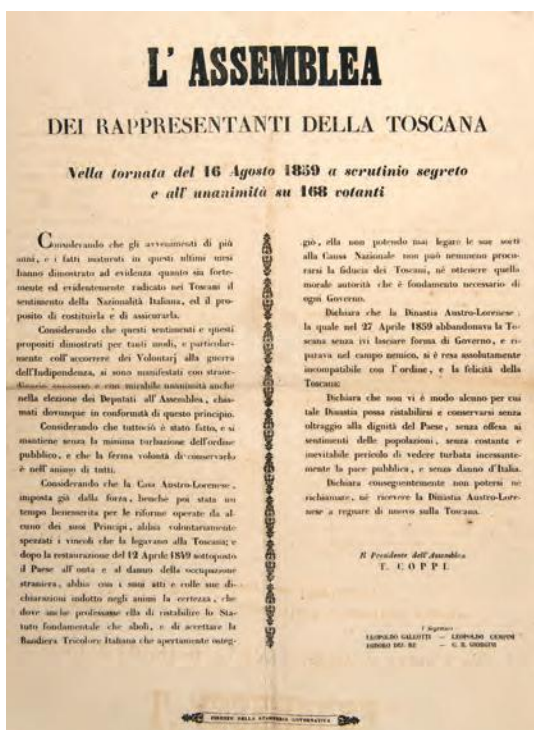 L' ASSEMBLEA
DEI RAPPRESENTANTI DELLA TOSCANA
Nella tornata del 16 Agosto 1859 a scrutinio segreto
e all' unanimità su 168 votanti
Considerando che gli avvenimenti di più
anni, e i fatti maturati in questi ultimi mesi
hanno dimostrato ad evidenza quanto sia forte-
mente ed evidentemente radicato nei Toscani il
sentimento della Nazionalità Italiana, ed il pro-
posito di costituirla e di assicurarla.
Considerando che questi sentimenti e questi
propositi dimostrati per tanti modi, e particolar-
mente coll'accorrere dei Volontarj alla guerra
dell'Indipendenza, si sono manifestati con straor-
dinario consenso e con mirabile unanimità anche
nella elezione dei Deputati all'Assemblea, chia-
mati dovunque in conformità di questo principio.
Considerando che tuttociò è stato fatto, e si
mantiene senza la minima turbazione dell'ordine
pubblico, e che la ferma volontà di conservarlo
è nell'animo di tutti.
Considerando che la Casa Austro-Lorenese,
imposta già dalla forza, benchè poi stata un
tempo benemerita per le riforme operate da al-
cuno dei suoi Principi, abbia volontariamente
spezzati i vincoli che la legavano alla Toscana; e
dopo la restaurazione del 12 Aprile 1849 sottoposto
il Paese all'onta e al danno della occupazione
straniera, abbia con i suoi atti e colle sue di-
chiarazioni indotto negli animi la certezza, che
dove anche professasse ella di ristabilire lo Sta-
tuto fondamentale che abolì, e di accettare la
Bandiera Tricolore Italiana che apertamente osteg-
giò, ella non potendo mai legare le sue sorti
alla Causa Nazionale non può nemmeno procu-
rarsi la fiducia dei Toscani, nè ottenere quella
morale autorità che è fondamento necessario di
ogni Governo.
Dichiara che la Dinastia Austro-Lorenese,
la quale nel 27 Aprile 1859 abbandonava la To-
scana senza ivi lasciare forma di Governo, e ri-
parava nel campo nemico, si è resa assolutamente
incompatibile con l'ordine, e la felicità della
Toscana;
Dichiara che non vi è modo alcuno per cui
tale Dinastia possa ristabilirsi e conservarsi senza
oltraggio alla dignità del Paese, senza offesa ai
sentimenti delle popolazioni, senza costante e
inevitabile pericolo di vedere turbata incessante-
mente la pace pubblica, e senza danno d'Italia.
Dichiara conseguentemente non potersi nè
richiamare, nè ricevere la Dinastia Austro-Lore-
nese a regnare di nuovo sulla Toscana.
Il Presidente dell'Assemblea
T. COPPI.
I Segretari
LEOPOLDO GALEOTTI — LEOPOLDO CEMPINI
ISIDORO DEL RE — G. B. GIORGINI
FIRENZE DELLA STAMPERIA GOVERNATIVA